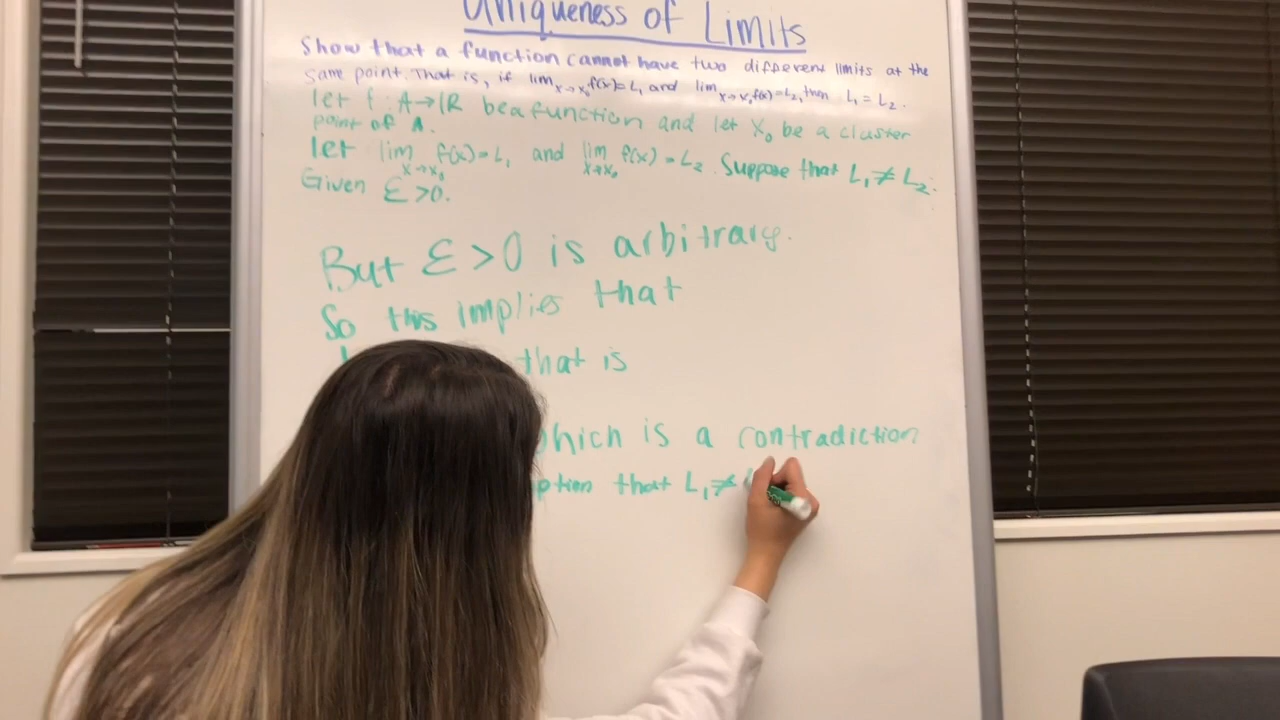 Uniqueness of Limits
Show that a function cannot have two different limits at the
same point. That is, if lim x→x₀ f(x)=L₁ and lim x→x₀ f(x)=L₂, then L₁ = L₂.
let f: A→ℝ be a function and let X₀ be a cluster
point of A.
let lim x→x₀ f(x)=L₁ and lim x→x₀ f(x)=L₂. Suppose that L₁≠L₂.
Given ε>0.
But ε>0 is arbitrary.
So this implies that
that is
which is a contradiction
that L₁≠